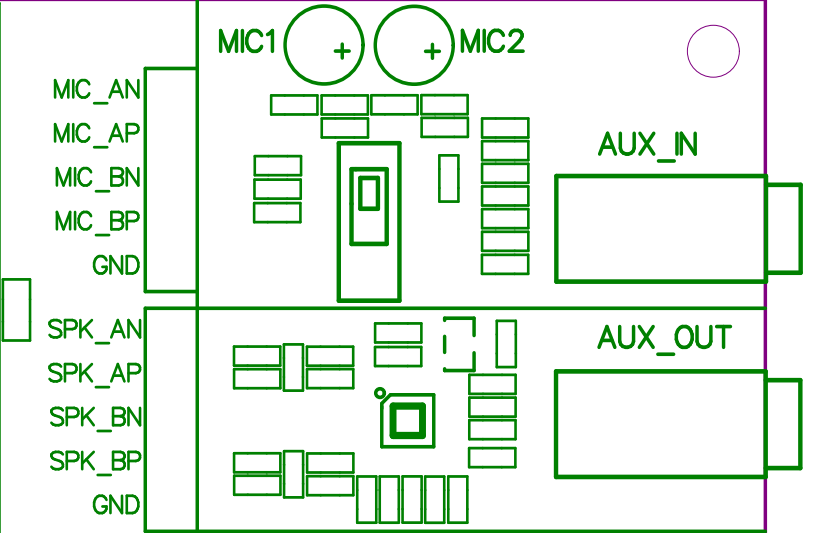 MIC1 + + MIC2
MIC_AN
MIC_AP
AUX_IN
MIC_BN
MIC_BP
GND
SPK_AN
AUX_OUT
SPK_AP
SPK_BN
SPK_BP
GND